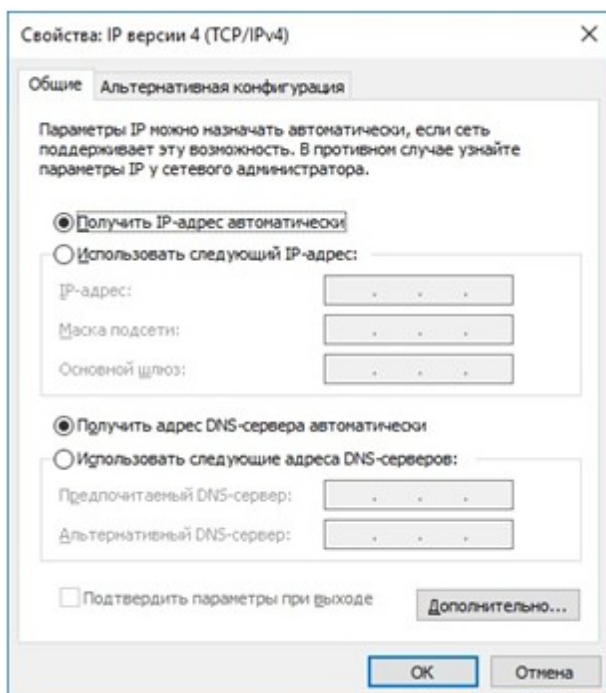 Свойства: IP версии 4 (TCP/IPv4)
Общие
Альтернативная конфигурация
Параметры IP можно назначать автоматически, если сеть
поддерживает эту возможность. В противном случае узнайте
параметры IP у сетевого администратора.
Получить IP-адрес автоматически
Использовать следующий IP-адрес:
IP-адрес:
Маска подсети:
Основной шлюз:
Получить адрес DNS-сервера автоматически
Использовать следующие адреса DNS-серверов:
Предпочитаемый DNS-сервер:
Альтернативный DNS-сервер:
Подтвердить параметры при выходе
Дополнительно...
ОК
Отмена